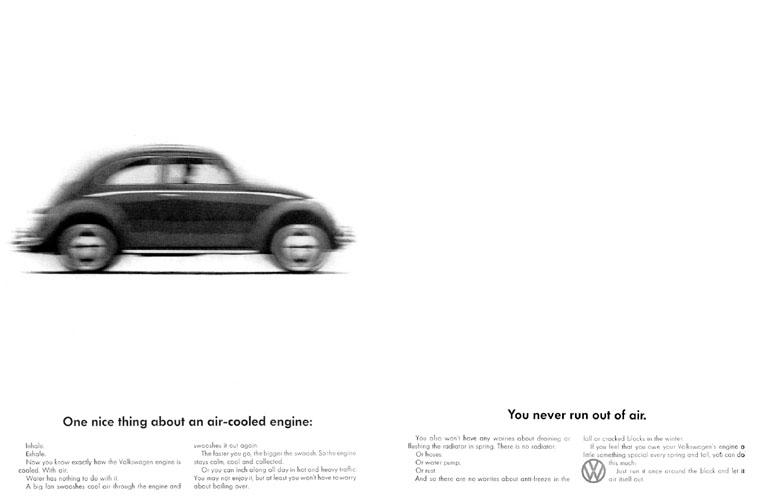 One nice thing about an air-cooled engine:
Inhale.
Exhale.
Now you know exactly how the Volkswagen engine is
cooled. With air.
Water has nothing to do with it.
A big fan swooshes cool air through the engine and
swooshes it out again.
The faster you go, the bigger the swoosh. So the engine
stays calm, cool and collected.
Or you can inch along all day in hot and heavy traffic.
You may not enjoy it, but at least you won't have to worry
about boiling over.
You never run out of air.
You also won't have any worries about draining or
flushing the radiator in spring. There is no radiator.
Or hoses.
Or water pump.
Or rust.
And so there are no worries about anti-freeze in the
fall or cracked blocks in the winter.
If you feel that you owe your Volkswagen's engine a
little something special every spring and fall, you can do
this much:
Just run it once around the block and let it
air itself out.
VW